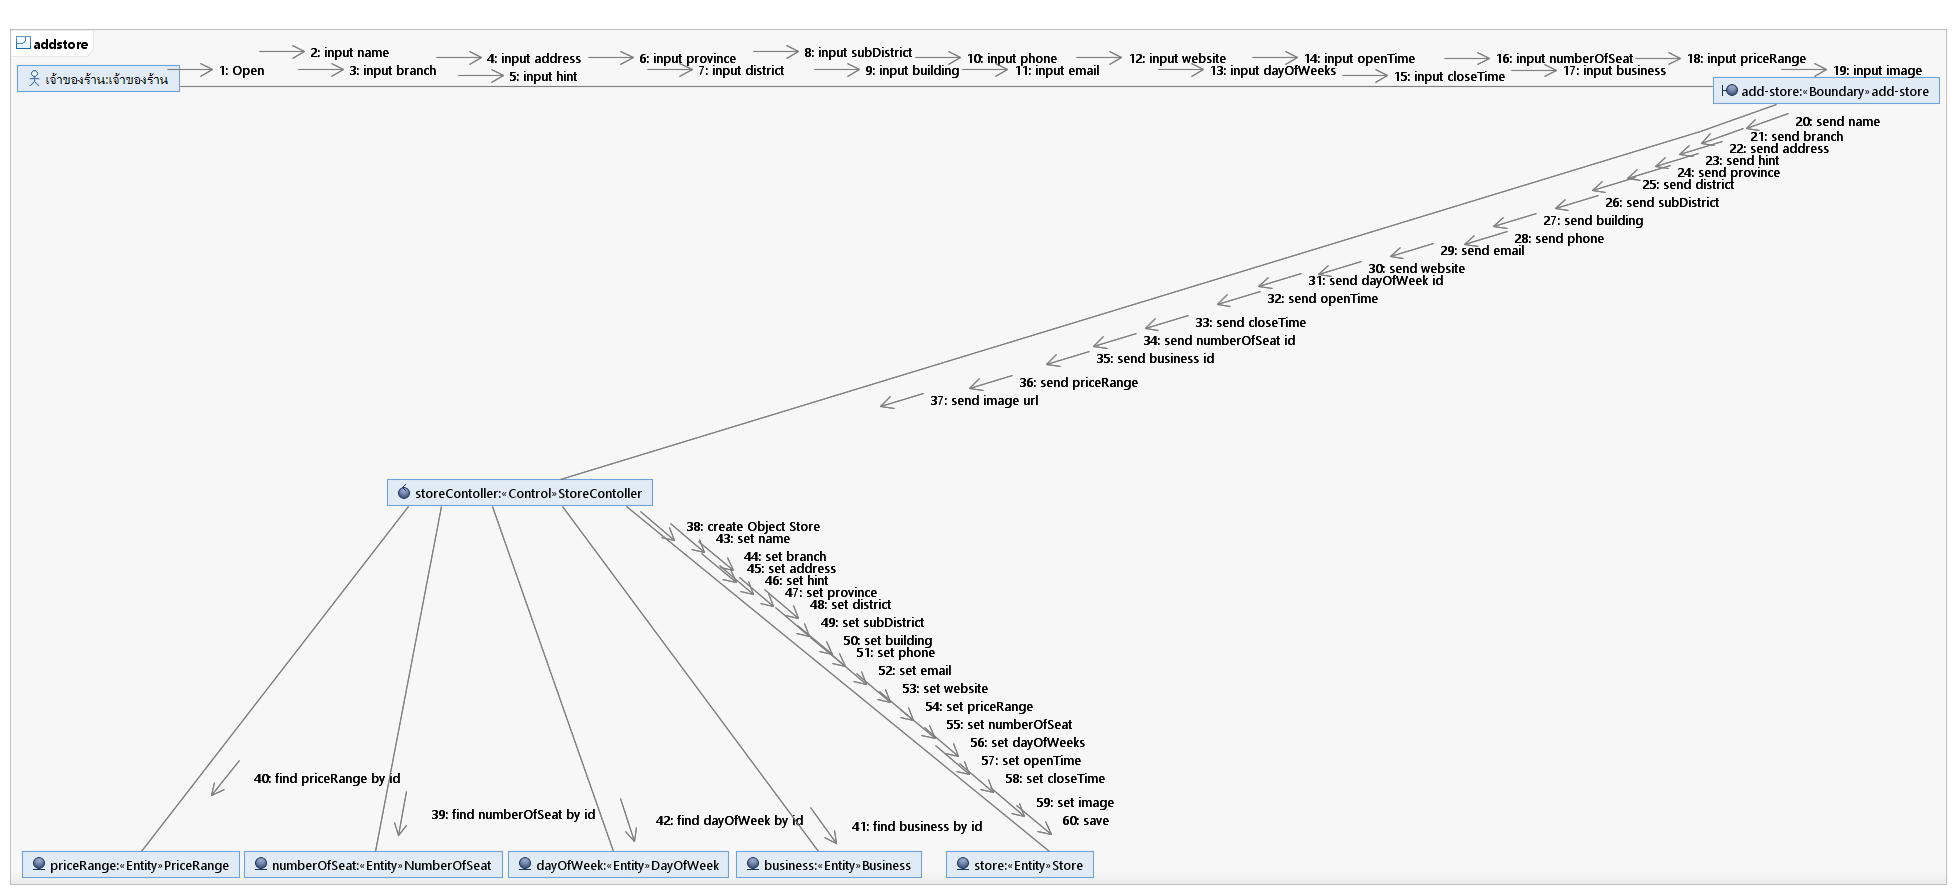 addstore
เจ้าของร้าน:เจ้าของร้าน
1: Open
2: input name
3: input branch
4: input address
5: input hint
6: input province
7: input district
8: input subDistrict
9: input building
10: input phone
11: input email
12: input website
13: input dayOfWeeks
14: input openTime
15: input closeTime
16: input numberOfSeat
17: input business
18: input priceRange
19: input image
add-store:«Boundary»add-store
20: send name
21: send branch
22: send address
23: send hint
24: send province
25: send district
26: send subDistrict
27: send building
28: send phone
29: send email
30: send website
31: send dayOfWeek id
32: send openTime
33: send closeTime
34: send numberOfSeat id
35: send business id
36: send priceRange
37: send image url
storeContoller:«Control»StoreContoller
38: create Object Store
43: set name
44: set branch
45: set address
46: set hint
47: set province
48: set district
49: set subDistrict
50: set building
51: set phone
52: set email
53: set website
54: set priceRange
55: set numberOfSeat
56: set dayOfWeeks
57: set openTime
58: set closeTime
59: set image
60: save
40: find priceRange by id
39: find numberOfSeat by id
42: find dayOfWeek by id
41: find business by id
priceRange:«Entity»PriceRange
numberOfSeat:«Entity»NumberOfSeat
dayOfWeek:«Entity»DayOfWeek
business:«Entity»Business
store:«Entity»Store